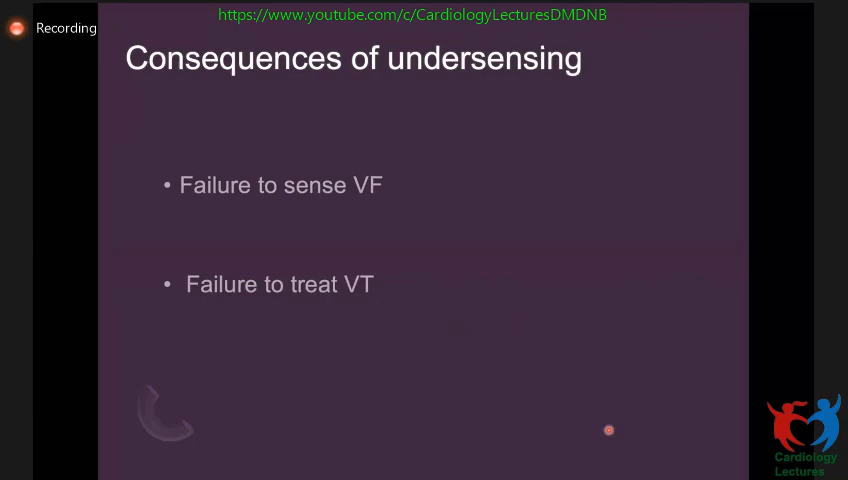 https://www.youtube.com/c/CardiologyLecturesDMDNB
Recording
Consequences of undersensing
• Failure to sense VF
• Failure to treat VT
Cardiology
Lectures